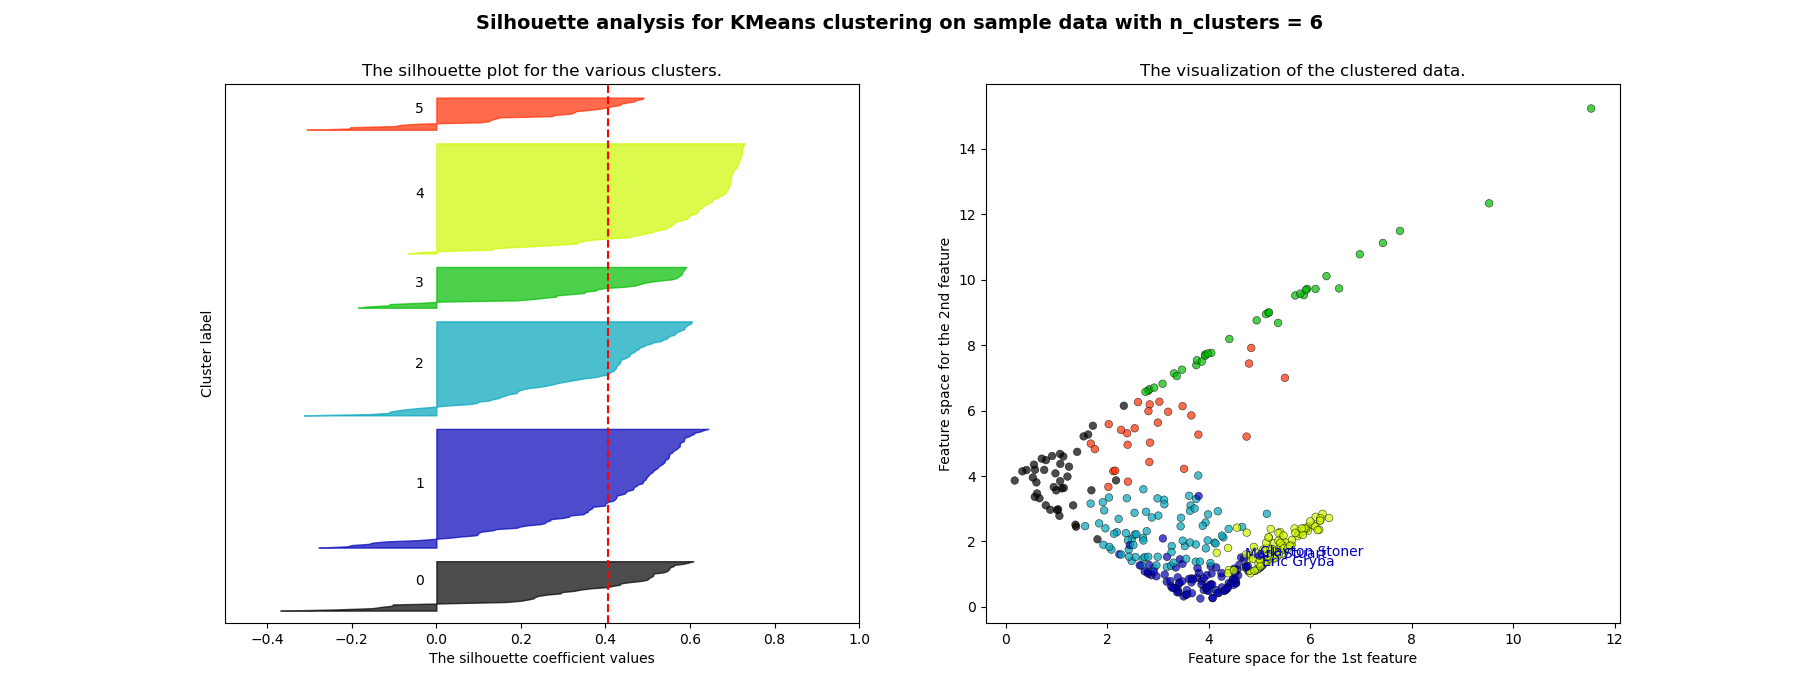 Silhouette analysis for KMeans clustering on sample data with n_clusters = 6
The silhouette plot for the various clusters.
5
4
3
2
1
0
Cluster label
−0.4 −0.2 0.0 0.2 0.4 0.6 0.8 1.0
The silhouette coefficient values
The visualization of the clustered data.
14
12
10
8
6
4
2
0
Feature space for the 2nd feature
Clayton Stoner
Mark Stuart
Eric Gryba
0 2 4 6 8 10 12
Feature space for the 1st feature